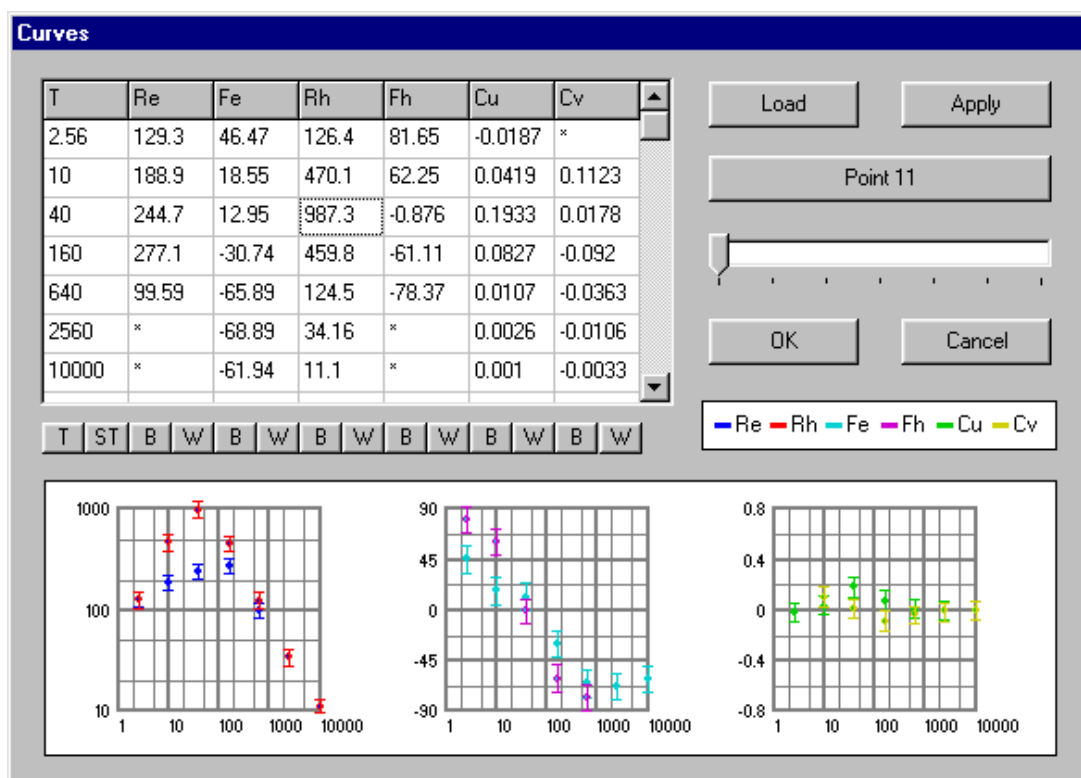 Curves
T Re Fe Rh Fh Cu Cv
2.56 129.3 46.47 126.4 81.65 -0.0187 *
10 188.9 18.55 470.1 62.25 0.0419 0.1123
40 244.7 12.95 987.3 -0.876 0.1933 0.0178
160 277.1 -30.74 459.8 -61.11 0.0827 -0.092
640 99.59 -65.89 124.5 -78.37 0.0107 -0.0363
2560 * -68.89 34.16 * 0.0026 -0.0106
10000 * -61.94 11.1 * 0.001 -0.0033
Load Apply
Point 11
OK Cancel
T ST B W B W B W B W B W B W
Re Rh Fe Fh Cu Cv
1000
100
10
1 10 100 1000 10000
90
45
0
-45
-90
1 10 100 1000 10000
0.8
0.4
0
-0.4
-0.8
1 10 100 1000 10000